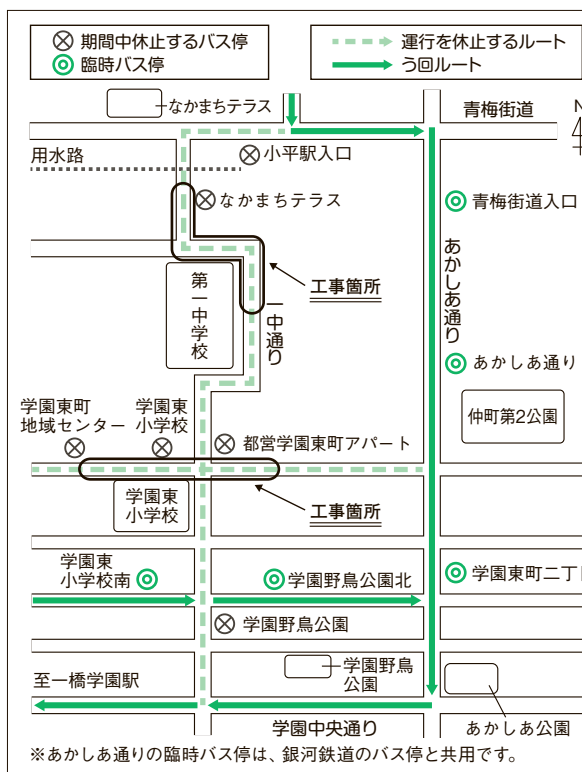 期間中休止するバス停
臨時バス停
運行を休止するルート
う回ルート
なかまちテラス
青梅街道
N
用水路
小平駅入口
なかまちテラス
青梅街道入口
工事箇所
あかしあ通り
第一中学校
一中通り
あかしあ通り
仲町第2公園
学園東町
地域センター
学園東
小学校
都営学園東町アパート
学園東
小学校
工事箇所
学園東
小学校南
学園野鳥公園北
学園東町二丁目
学園野鳥公園
学園野鳥
公園
至一橋学園駅
学園中央通り
あかしあ公園
※あかしあ通りの臨時バス停は、銀河鉄道のバス停と共用です。